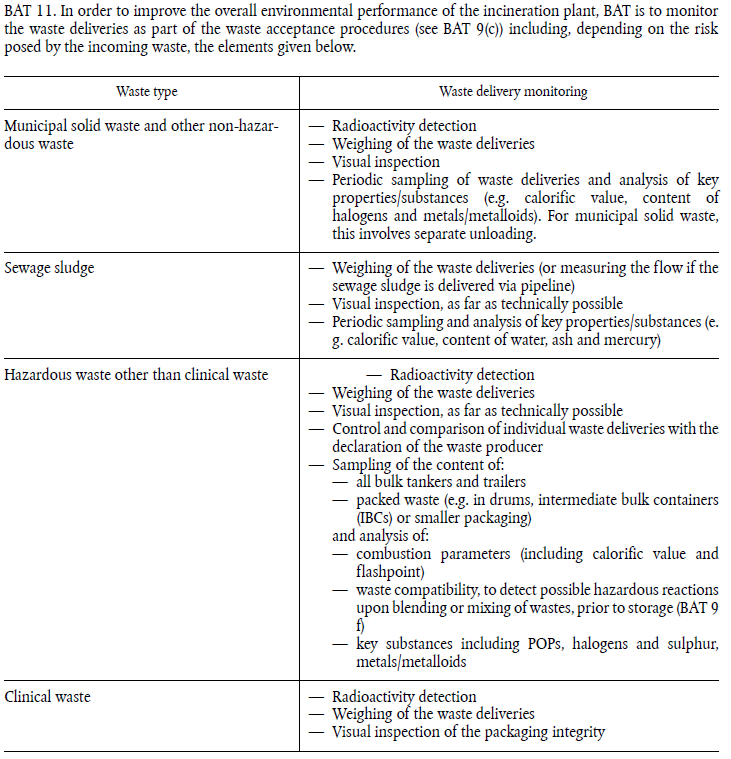 BAT 11. In order to improve the overall environmental performance of the incineration plant, BAT is to monitor
the waste deliveries as part of the waste acceptance procedures (see BAT 9(c)) including, depending on the risk
posed by the incoming waste, the elements given below.
Waste type
Waste delivery monitoring
Municipal solid waste and other non-hazar-
dous waste
— Radioactivity detection
— Weighing of the waste deliveries
— Visual inspection
— Periodic sampling of waste deliveries and analysis of key
properties/substances (e.g. calorific value, content of
halogens and metals/metalloids). For municipal solid waste,
this involves separate unloading.
Sewage sludge
— Weighing of the waste deliveries (or measuring the flow if the
sewage sludge is delivered via pipeline)
— Visual inspection, as far as technically possible
— Periodic sampling and analysis of key properties/substances (e.
g. calorific value, content of water, ash and mercury)
Hazardous waste other than clinical waste
— Radioactivity detection
— Weighing of the waste deliveries
— Visual inspection, as far as technically possible
— Control and comparison of individual waste deliveries with the
declaration of the waste producer
— Sampling of the content of:
— all bulk tankers and trailers
— packed waste (e.g. in drums, intermediate bulk containers
(IBCs) or smaller packaging)
and analysis of:
— combustion parameters (including calorific value and
flashpoint)
— waste compatibility, to detect possible hazardous reactions
upon blending or mixing of wastes, prior to storage (BAT 9
f)
— key substances including POPs, halogens and sulphur,
metals/metalloids
Clinical waste
— Radioactivity detection
— Weighing of the waste deliveries
— Visual inspection of the packaging integrity